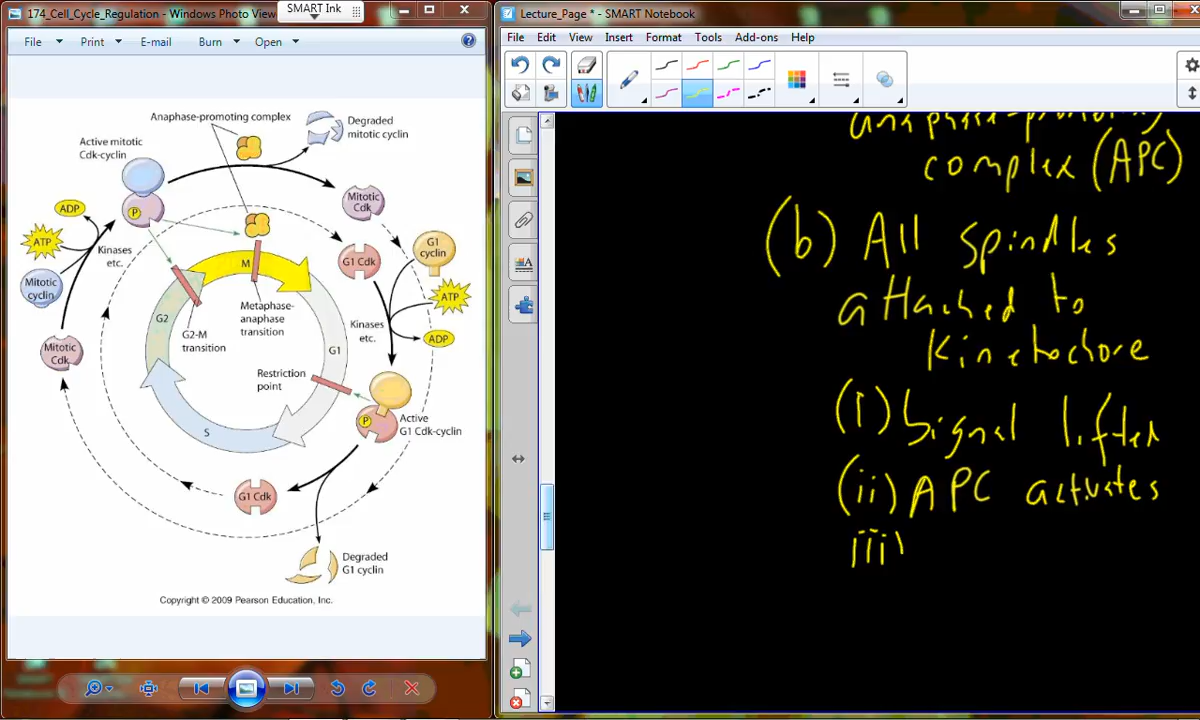 174_Cell_Cycle_Regulation - Windows Photo View
SMART Ink
File Print E-mail Burn Open
Anaphase-promoting complex
Degraded
mitotic cyclin
Active mitotic
Cdk-cyclin
P
ADP
ATP
Kinases
etc.
Mitotic
cyclin
Mitotic
Cdk
Mitotic
Cdk
G1
cyclin
G1 Cdk
ATP
Kinases
etc.
ADP
M
Metaphase-
anaphase
transition
G2
G2-M
transition
G1
Restriction
point
S
P
Active
G1 Cdk-cyclin
G1 Cdk
Degraded
G1 cyclin
Copyright © 2009 Pearson Education, Inc.
Lecture_Page * - SMART Notebook
File Edit View Insert Format Tools Add-ons Help
anaphase-promoting
complex (APC)
(b) All spindles
attached to
kinetochore
(i) Signal lifted
(ii) APC activates
iii)